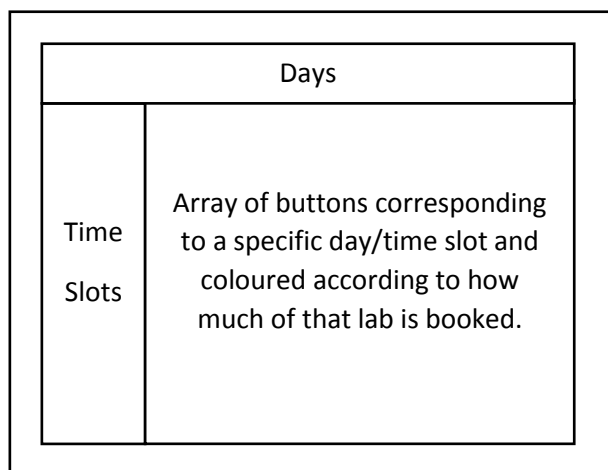 Days
Time
Slots
Array of buttons corresponding
to a specific day/time slot and
coloured according to how
much of that lab is booked.